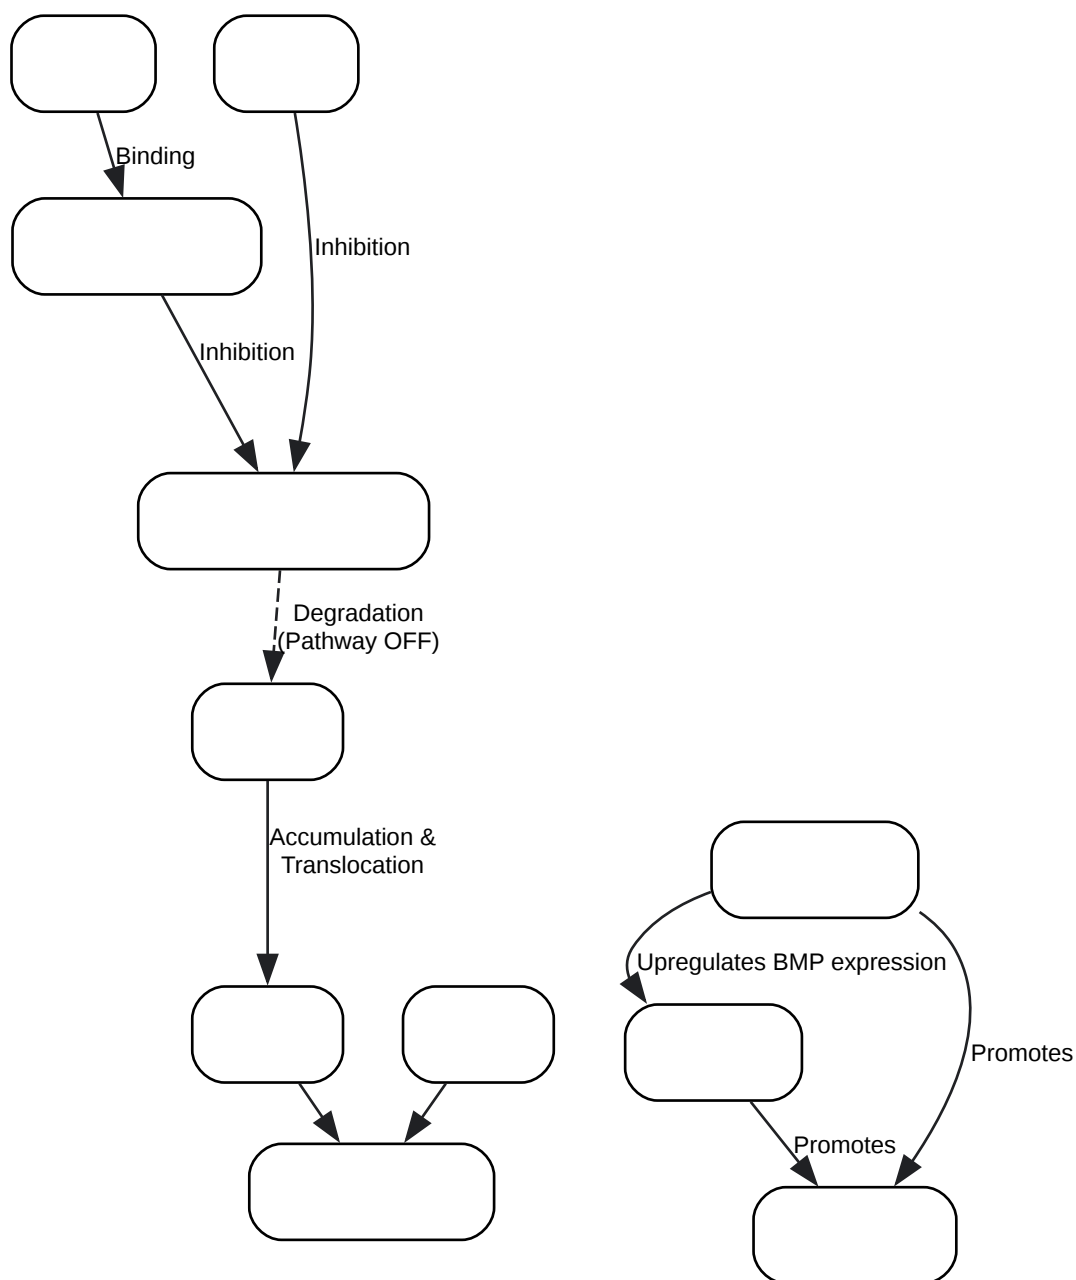 Binding
Inhibition
Inhibition
Degradation
(Pathway OFF)
Accumulation &
Translocation
Upregulates BMP expression
Promotes
Promotes